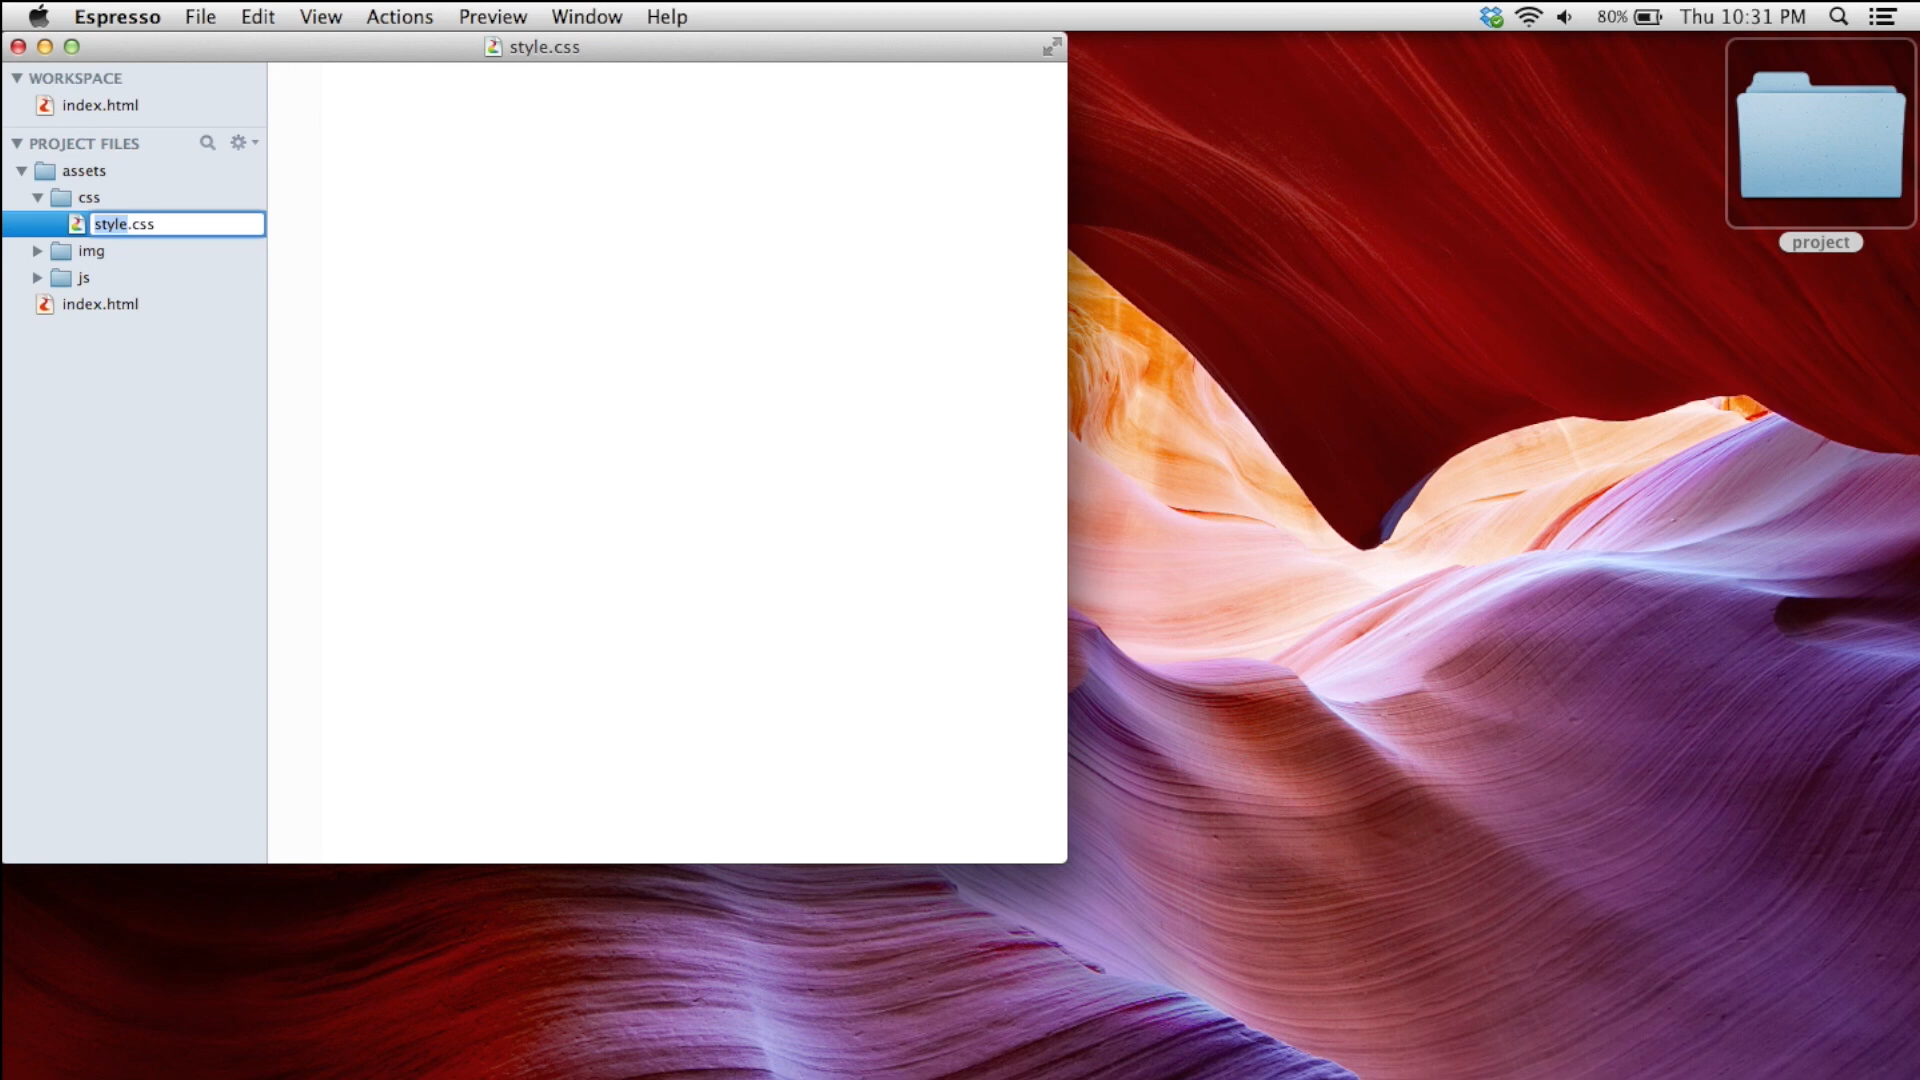 Espresso File Edit View Actions Preview Window Help 80% Thu 10:31 PM
style.css
WORKSPACE
index.html
PROJECT FILES
assets
css
style.css
img
js
index.html
project